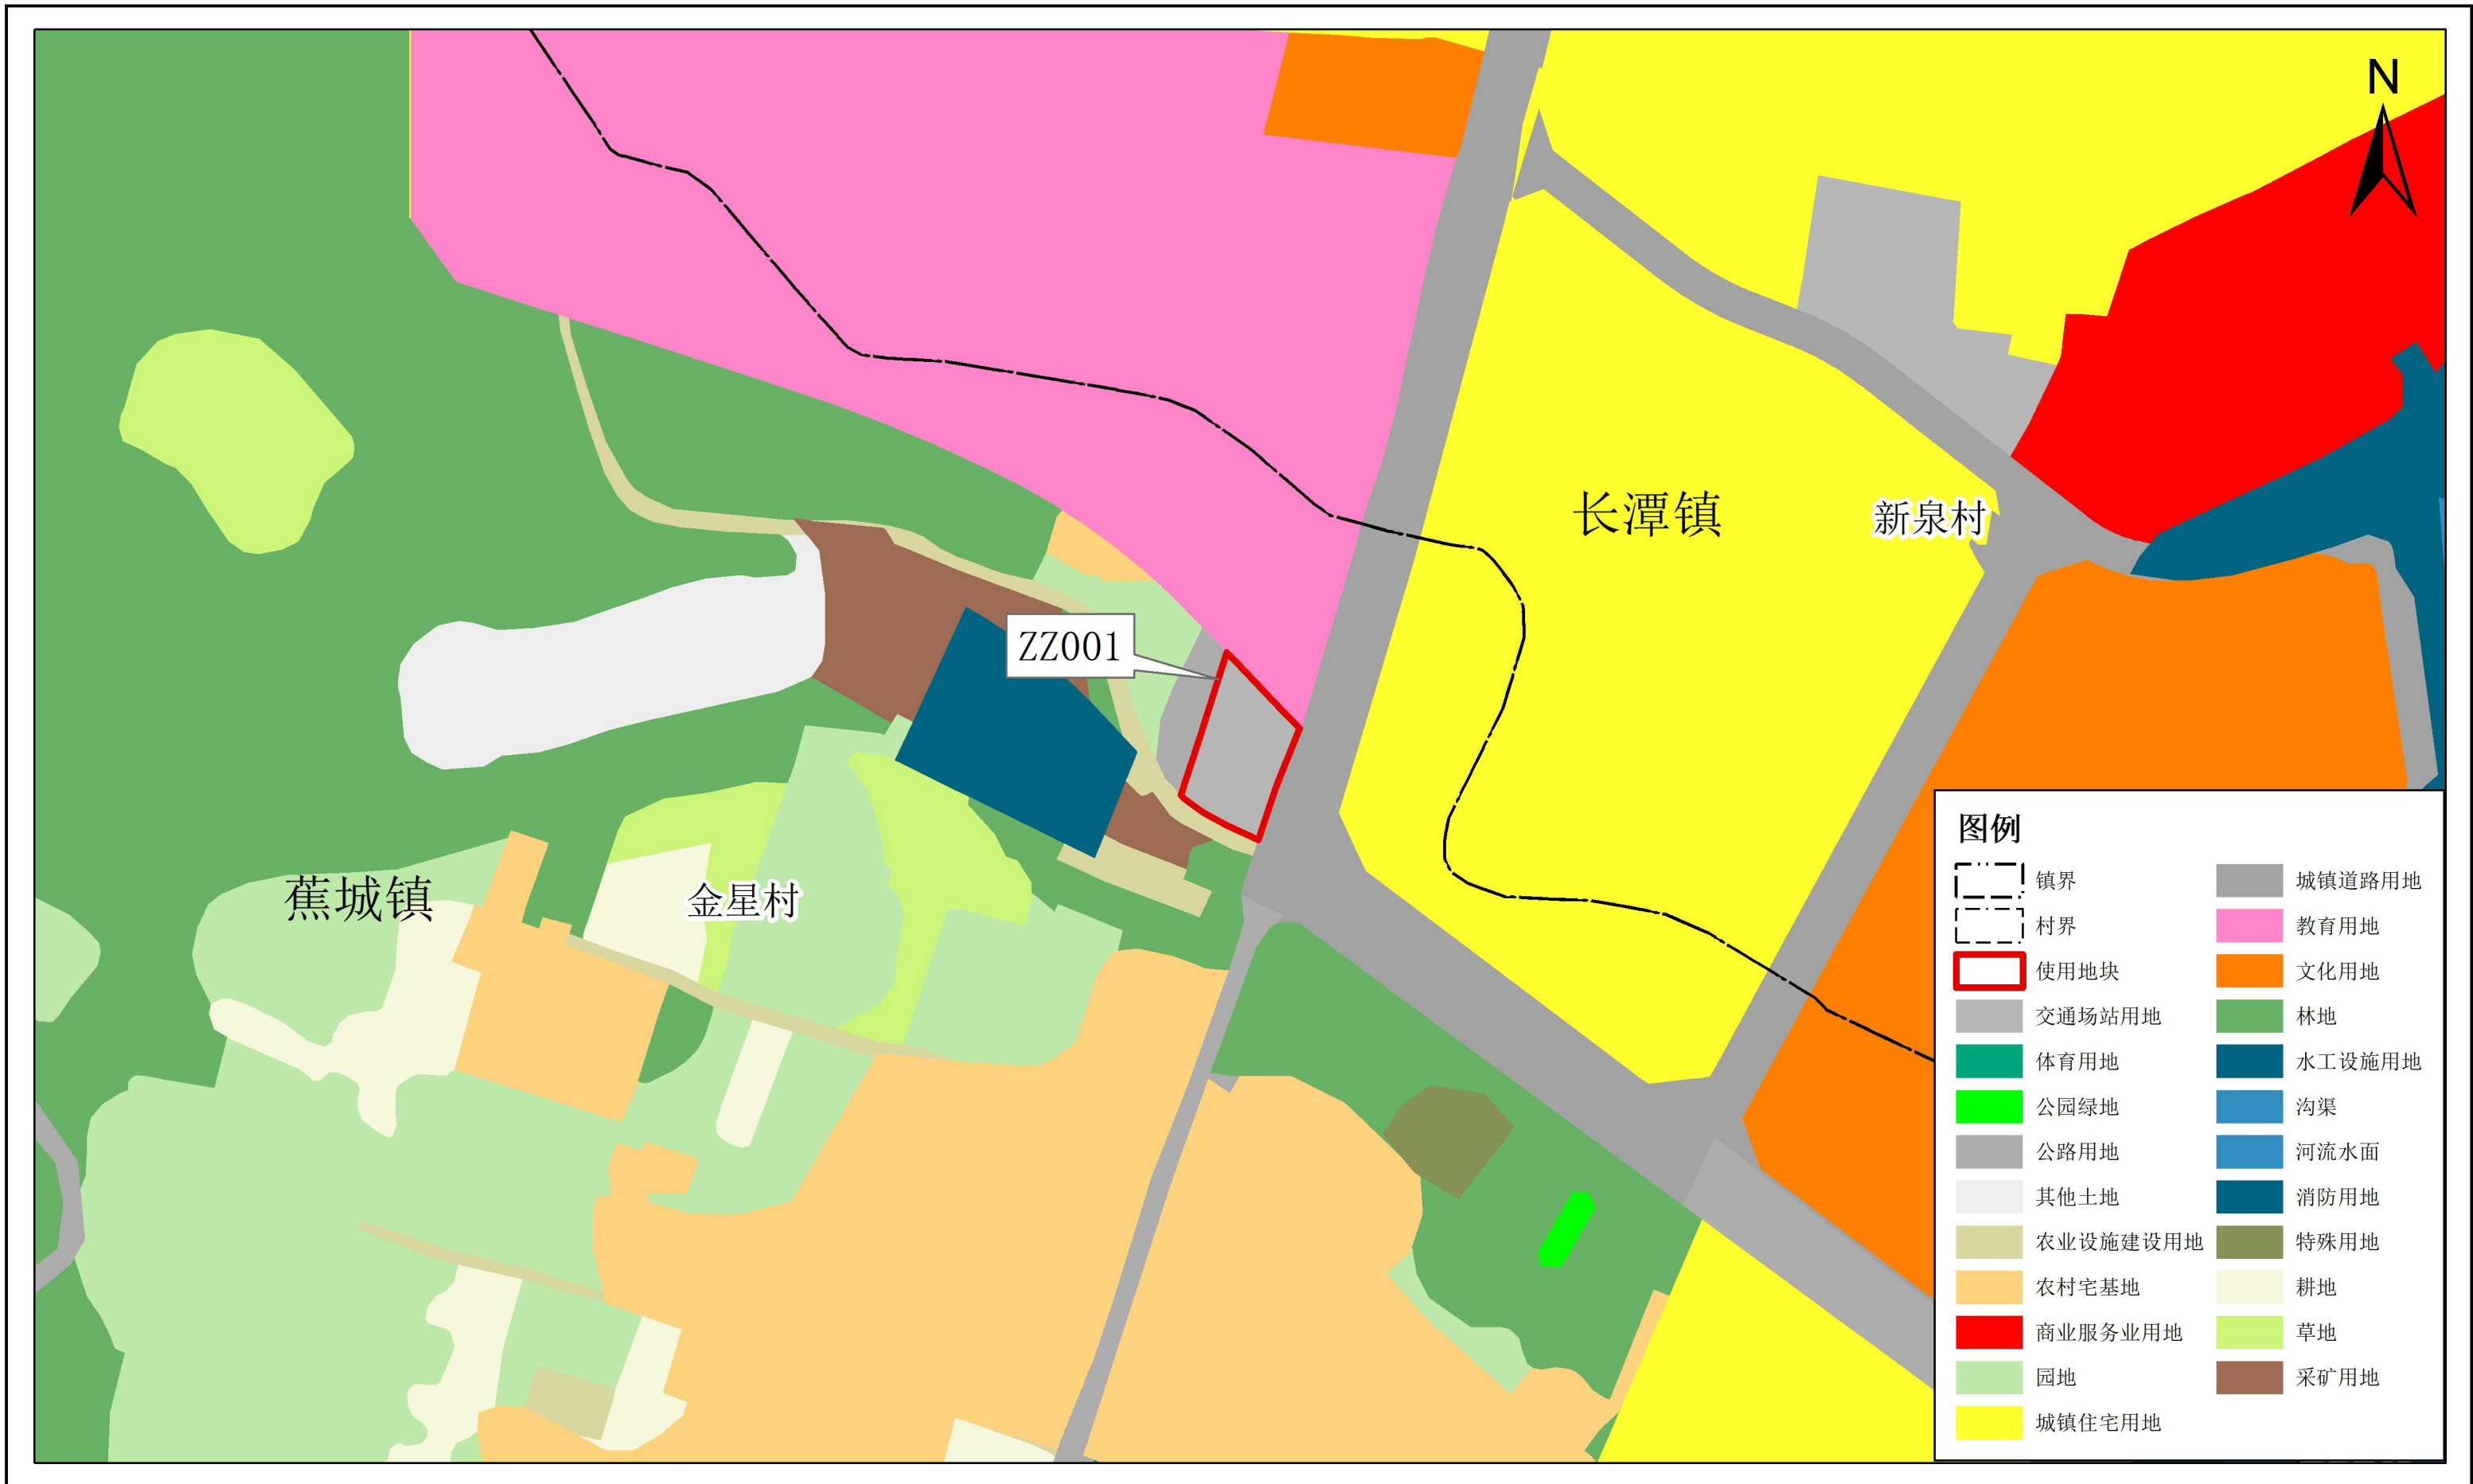 N
长潭镇
新泉村
ZZ001
蕉城镇
金星村
图例
镇界
村界
使用地块
交通场站用地
体育用地
公园绿地
公路用地
其他土地
农业设施建设用地
农村宅基地
商业服务业用地
园地
城镇住宅用地
城镇道路用地
教育用地
文化用地
林地
水工设施用地
沟渠
河流水面
消防用地
特殊用地
耕地
草地
采矿用地